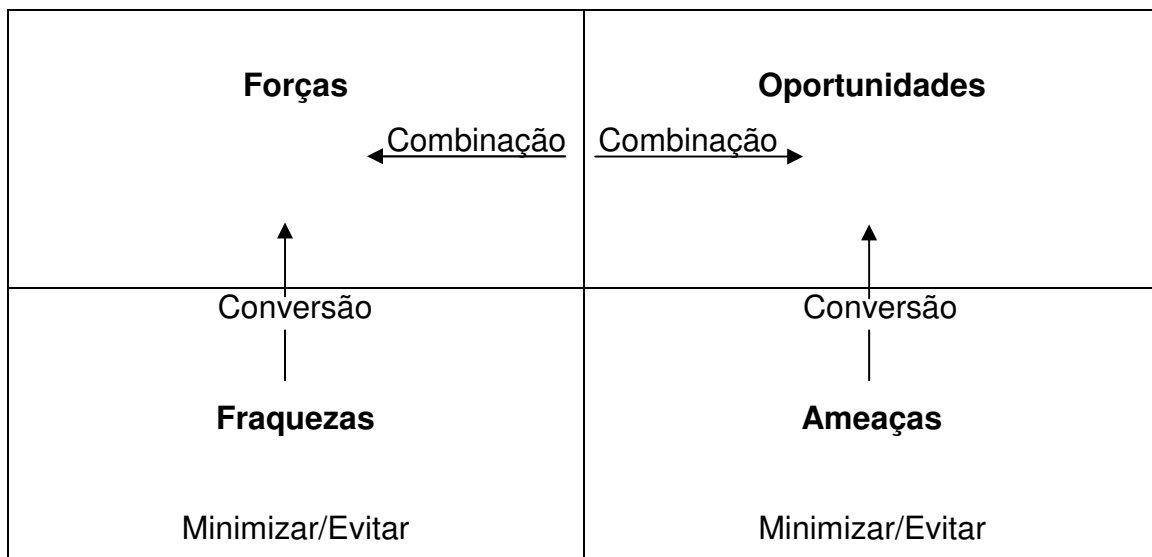 Forças
Oportunidades
Combinação
Combinação
Conversão
Conversão
Fraquezas
Ameaças
Minimizar/Evitar
Minimizar/Evitar